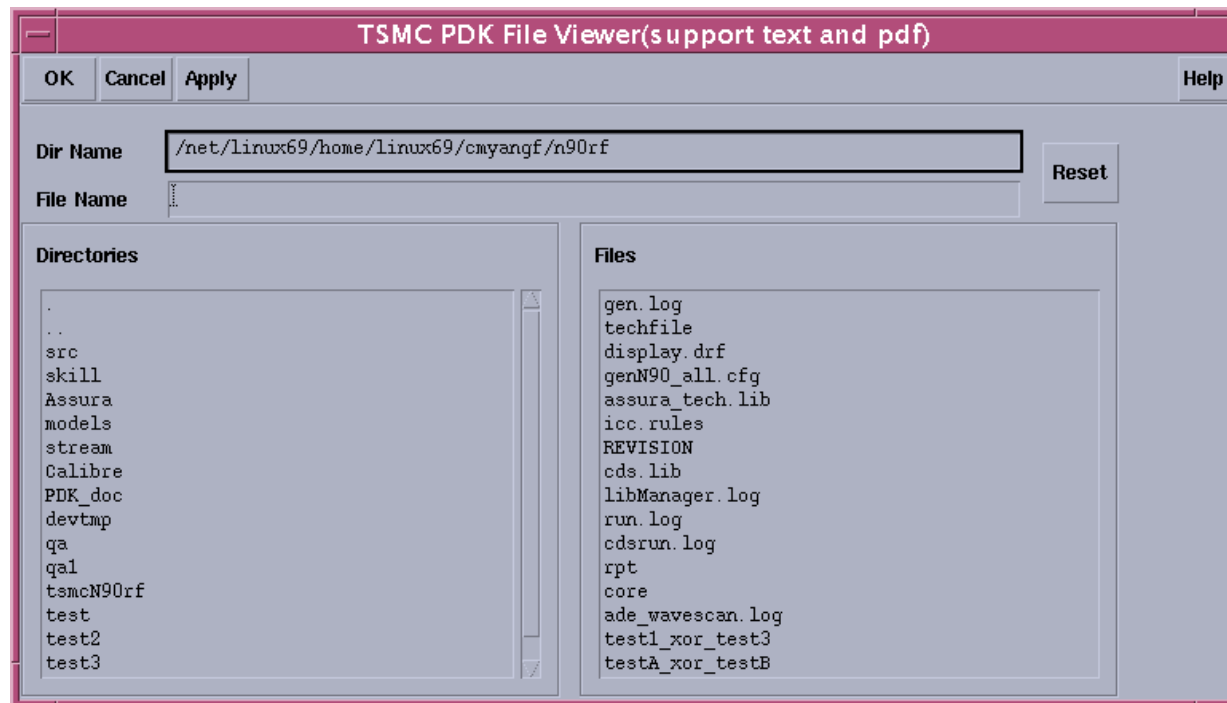 TSMC PDK File Viewer(support text and pdf)
OK Cancel Apply Help
Dir Name /net/linux69/home/linux69/cmyangf/n90rf
Reset
File Name
Directories
.
..
src
skill
Assura
models
stream
Calibre
PDK_doc
devtmp
qa
qa1
tsmcN90rf
test
test2
test3
Files
gen.log
techfile
display.drf
genN90_all.cfg
assura_tech.lib
icc.rules
REVISION
cds.lib
libManager.log
run.log
cdsrun.log
rpt
core
ade_wavescan.log
test1_xor_test3
testA_xor_testB